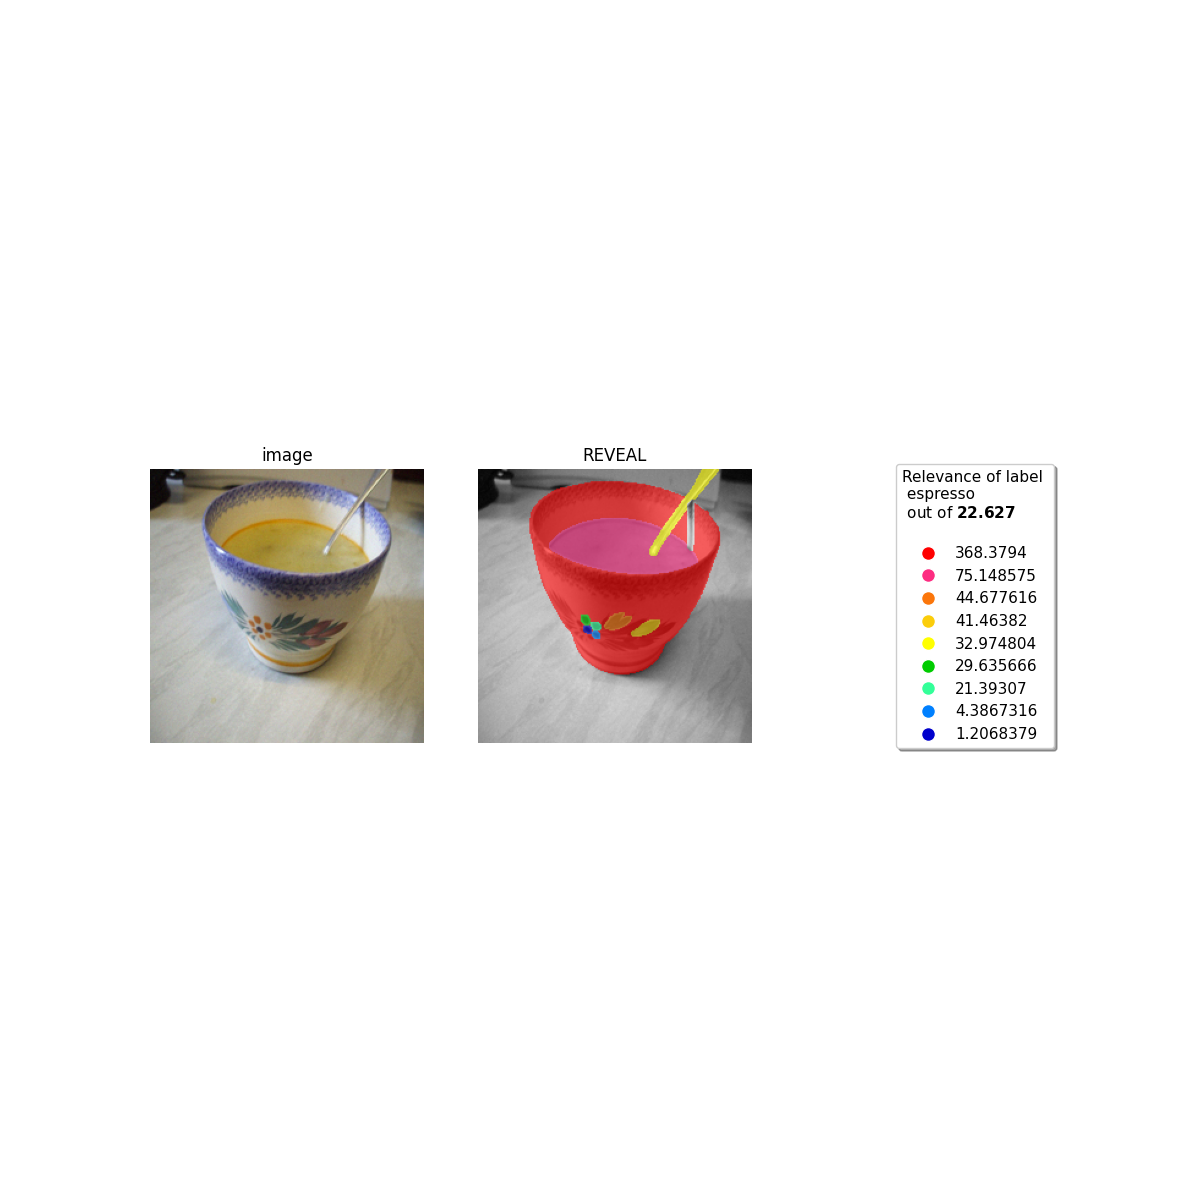 image
REVEAL
Relevance of label
espresso
out of 22.627
368.3794
75.148575
44.677616
41.46382
32.974804
29.635666
21.39307
4.3867316
1.2068379